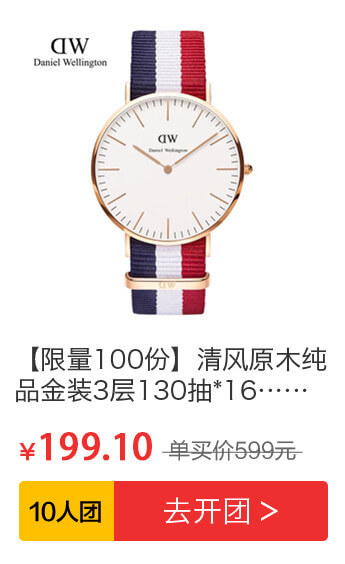 DW
Daniel Wellington
DW
Daniel Wellington
DW
【限量100份】清风原木纯
品金装3层130抽*16……
¥199.10 单买价599元
10人团 去开团 >